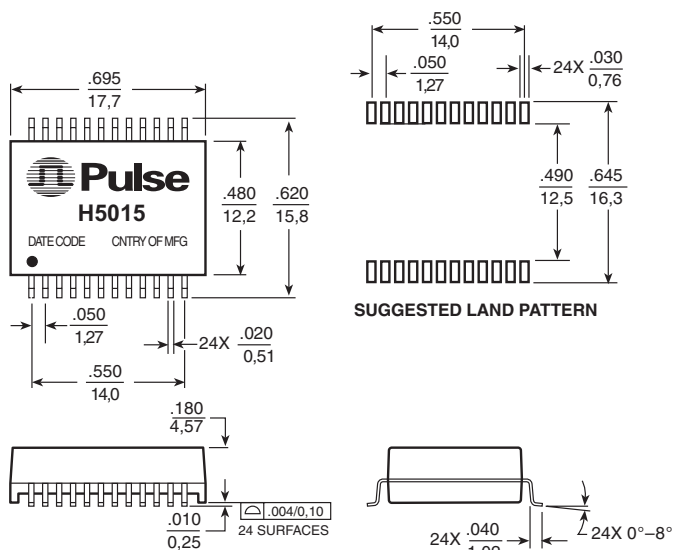 .695
17,7
Pulse
H5015
DATE CODE CNTRY OF MFG
.480
12,2
.620
15,8
.050
1,27
24X .020
0,51
.550
14,0
.550
14,0
.050
1,27
24X .030
0,76
.490
12,5
.645
16,3
SUGGESTED LAND PATTERN
.180
4,57
.010
0,25
.004/0,10
24 SURFACES
24X .040
24X 0°–8°